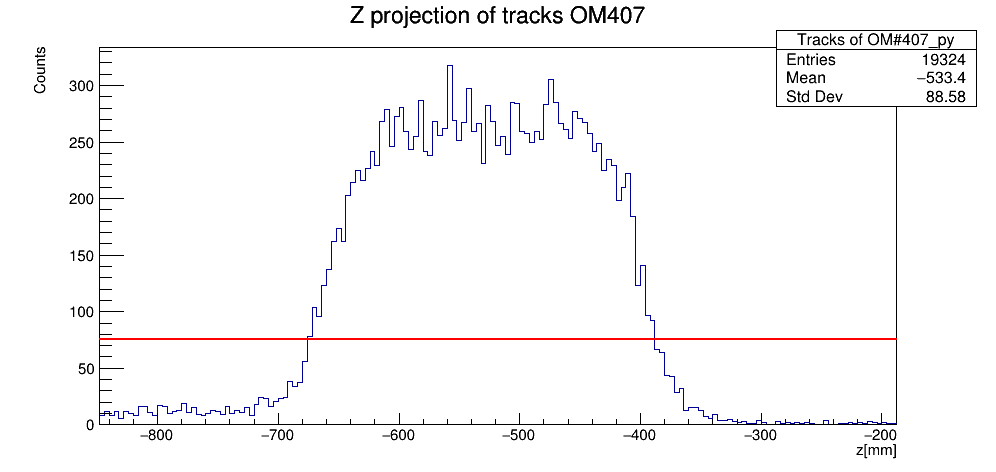 Z projection of tracks OM407
Tracks of OM#407_py
Entries 19324
Mean −533.4
Std Dev 88.58
Counts
300
250
200
150
100
50
0
−800 −700 −600 −500 −400 −300 −200
z[mm]